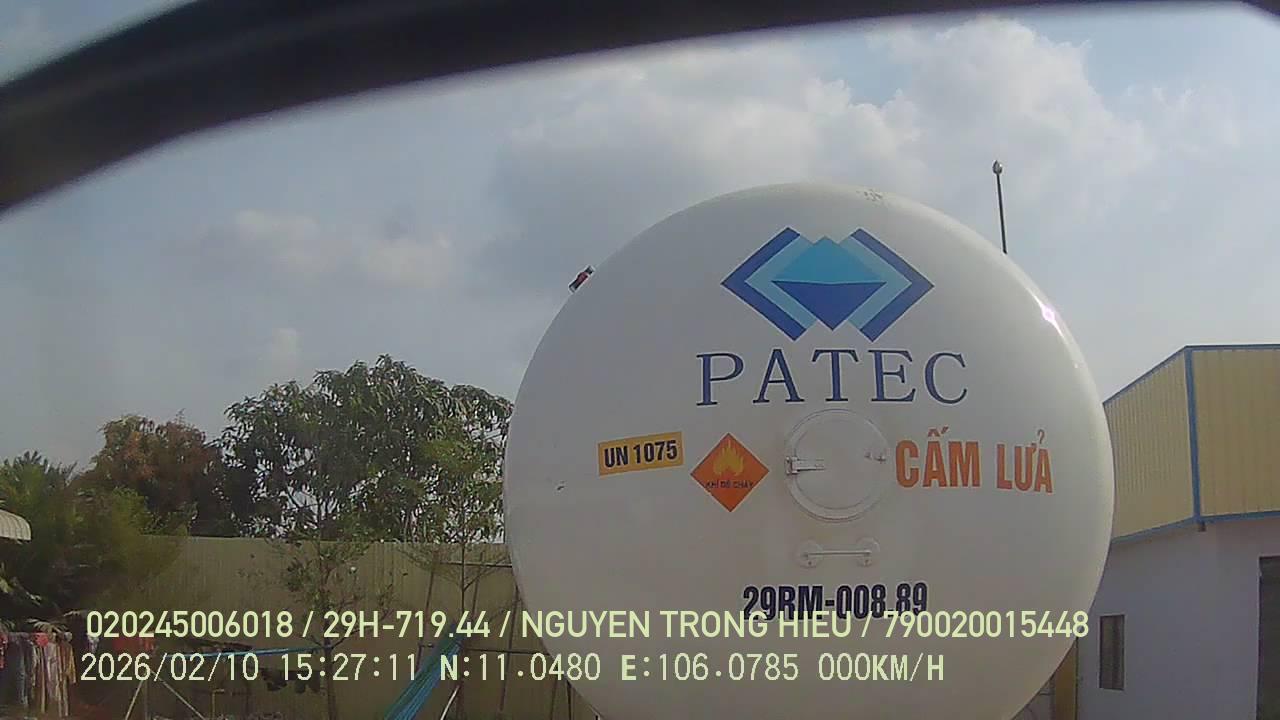 PATEC
UN 1075
KHÍ DỄ CHÁY
CẤM LỬA
29RM-008.89
020245006018 / 29H-719.44 / NGUYEN TRONG HIEU / 790020015448
2026/02/10 15:27:11 N:11.0480 E:106.0785 000KM/H